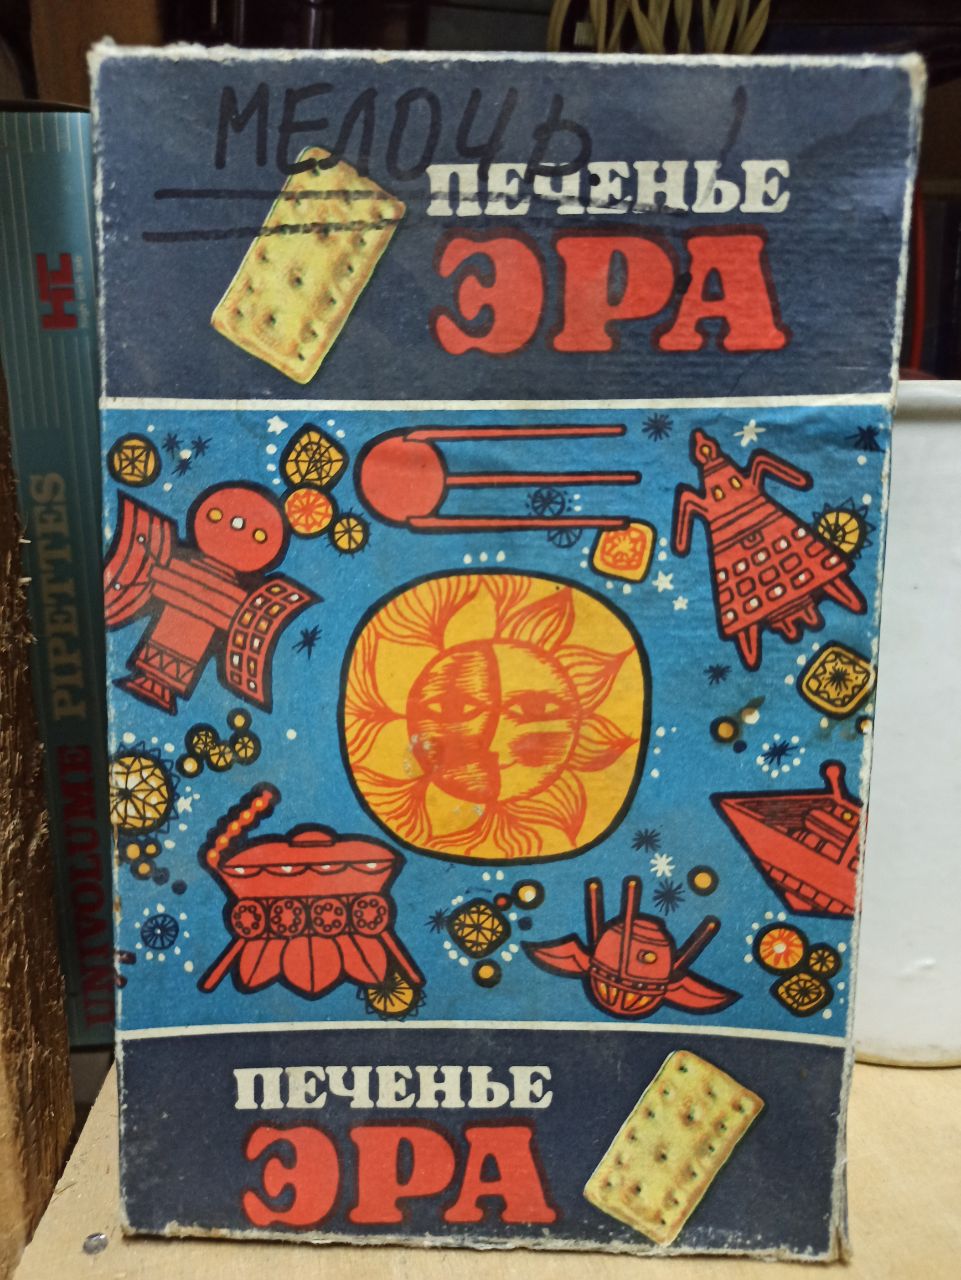 МЕЛОЧЬ !
ПЕЧЕНЬЕ
ЭРА
ПЕЧЕНЬЕ
ЭРА
UNIVOLUME PIPETTES